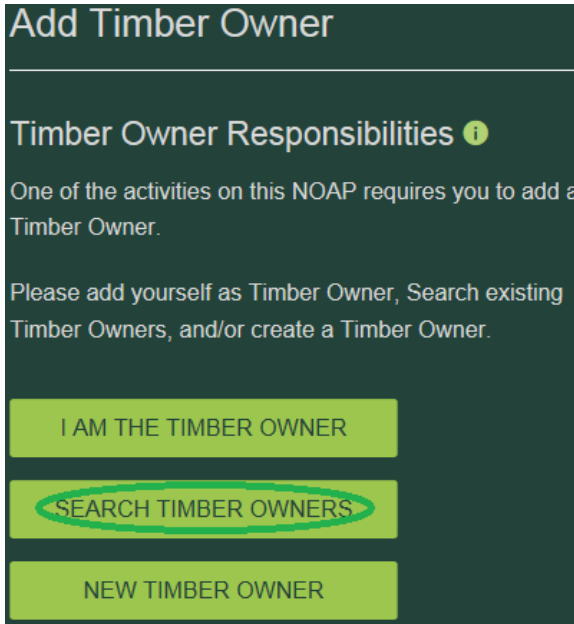 Add Timber Owner
Timber Owner Responsibilities i
One of the activities on this NOAP requires you to add a
Timber Owner.
Please add yourself as Timber Owner, Search existing
Timber Owners, and/or create a Timber Owner.
I AM THE TIMBER OWNER
SEARCH TIMBER OWNERS
NEW TIMBER OWNER